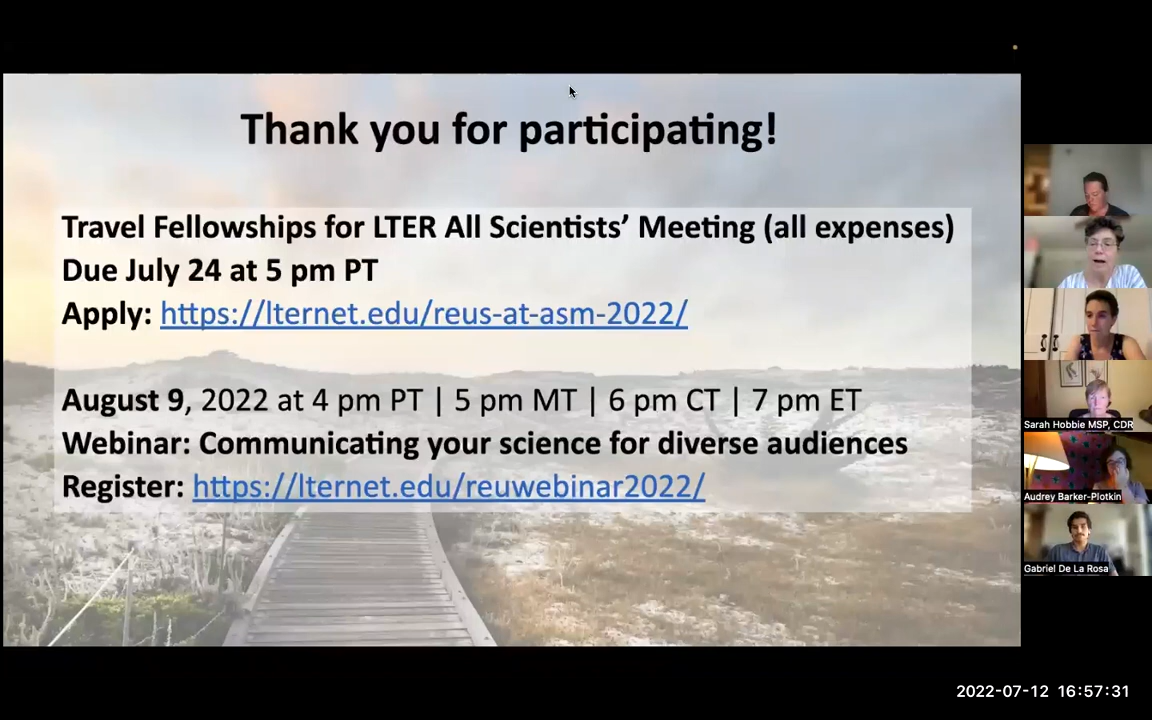 Thank you for participating!
Travel Fellowships for LTER All Scientists’ Meeting (all expenses)
Due July 24 at 5 pm PT
Apply: https://lternet.edu/reus-at-asm-2022/
August 9, 2022 at 4 pm PT | 5 pm MT | 6 pm CT | 7 pm ET
Webinar: Communicating your science for diverse audiences
Register: https://lternet.edu/reuwebinar2022/
Sarah Hobbie MSP, CDR
Audrey Barker-Plotkin
Gabriel De La Rosa
2022-07-12 16:57:31